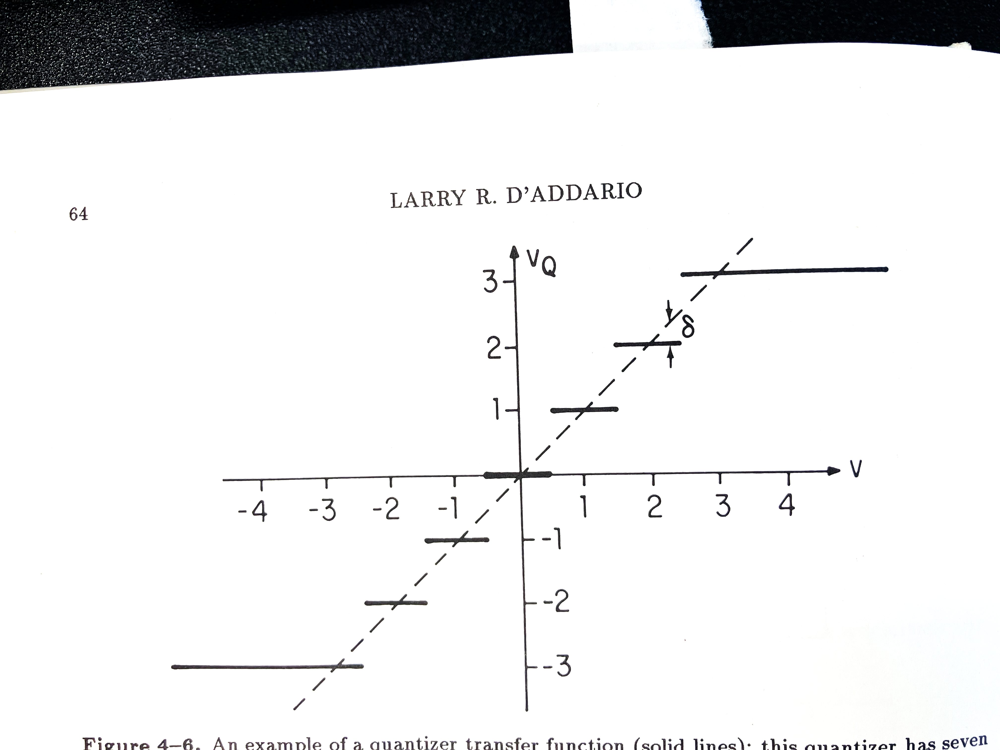 LARRY R. D'ADDARIO
64
VQ
3
δ
2
1
V
-4 -3 -2 -1 1 2 3 4
-1
-2
-3
Figure 4–6. An example of a quantizer transfer function (solid lines); this quantizer has seven